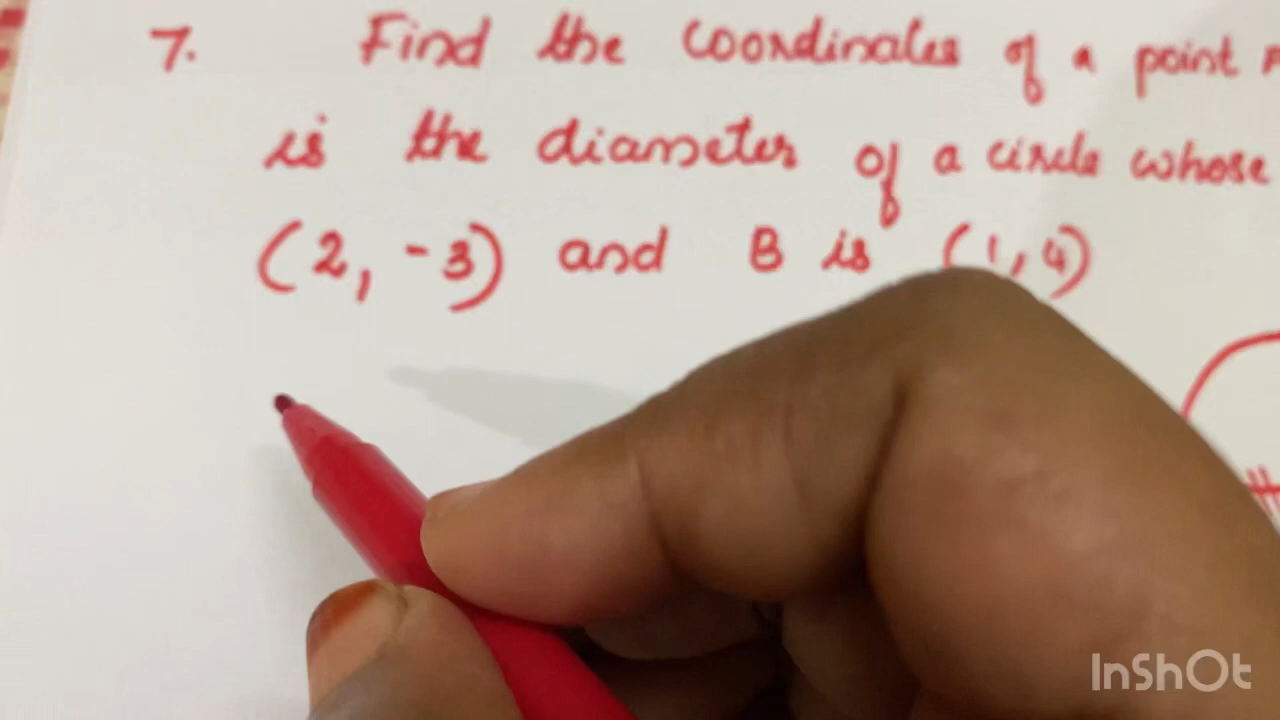 7. Find the coordinates of a point
is the diameter of a circle whose
(2, -3) and B is (1, 4)
InShOt